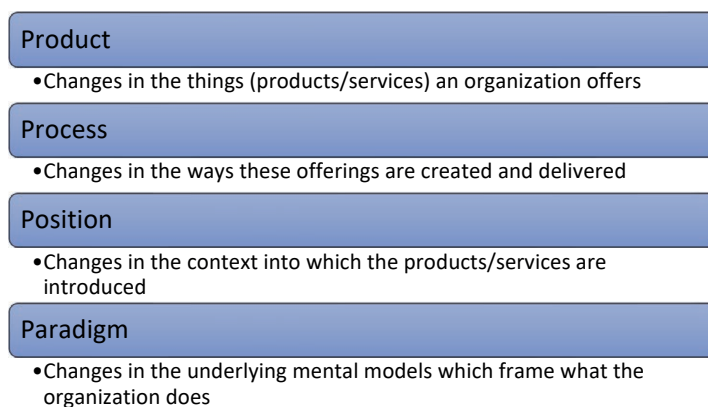 Product
•Changes in the things (products/services) an organization offers
Process
•Changes in the ways these offerings are created and delivered
Position
•Changes in the context into which the products/services are
introduced
Paradigm
•Changes in the underlying mental models which frame what the
organization does